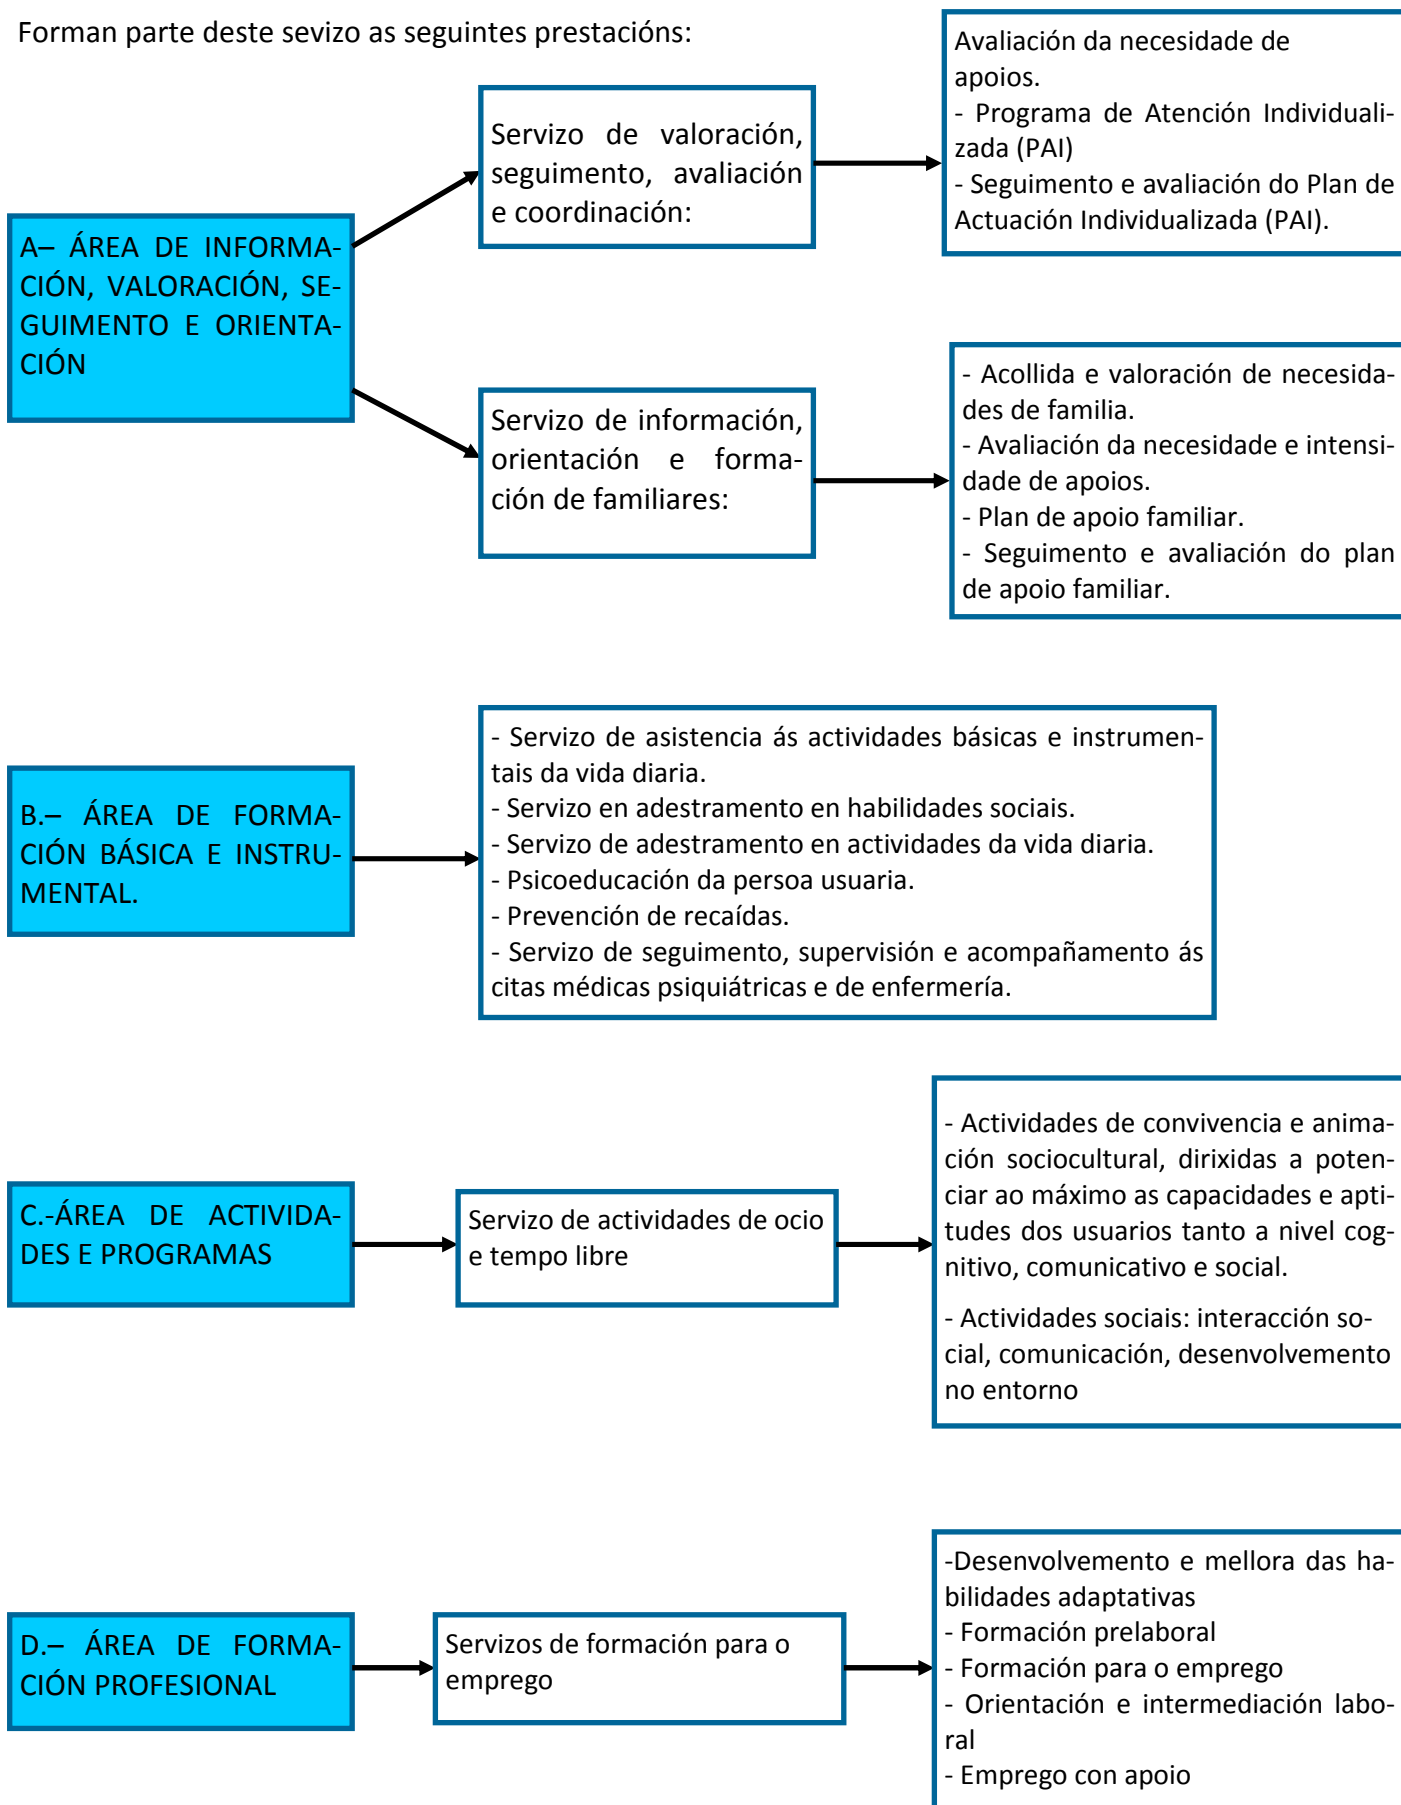 Forman parte deste sevizo as seguintes prestacións:
A– ÁREA DE INFORMA-
CIÓN, VALORACIÓN, SE-
GUIMENTO E ORIENTA-
CIÓN
Servizo de valoración,
seguimento, avaliación
e coordinación:
Avaliación da necesidade de
apoios.
- Programa de Atención Individuali-
zada (PAI)
- Seguimento e avaliación do Plan de
Actuación Individualizada (PAI).
Servizo de información,
orientación e forma-
ción de familiares:
- Acollida e valoración de necesida-
des de familia.
- Avaliación da necesidade e intensi-
dade de apoios.
- Plan de apoio familiar.
- Seguimento e avaliación do plan
de apoio familiar.
B.– ÁREA DE FORMA-
CIÓN BÁSICA E INSTRU-
MENTAL.
- Servizo de asistencia ás actividades básicas e instrumen-
tais da vida diaria.
- Servizo en adestramento en habilidades sociais.
- Servizo de adestramento en actividades da vida diaria.
- Psicoeducación da persoa usuaria.
- Prevención de recaídas.
- Servizo de seguimento, supervisión e acompañamento ás
citas médicas psiquiátricas e de enfermería.
C.-ÁREA DE ACTIVIDA-
DES E PROGRAMAS
Servizo de actividades de ocio
e tempo libre
- Actividades de convivencia e anima-
ción sociocultural, dirixidas a poten-
ciar ao máximo as capacidades e apti-
tudes dos usuarios tanto a nivel cog-
nitivo, comunicativo e social.
- Actividades sociais: interacción so-
cial, comunicación, desenvolvemento
no entorno
D.– ÁREA DE FORMA-
CIÓN PROFESIONAL
Servizos de formación para o
emprego
-Desenvolvemento e mellora das ha-
bilidades adaptativas
- Formación prelaboral
- Formación para o emprego
- Orientación e intermediación labo-
ral
- Emprego con apoio